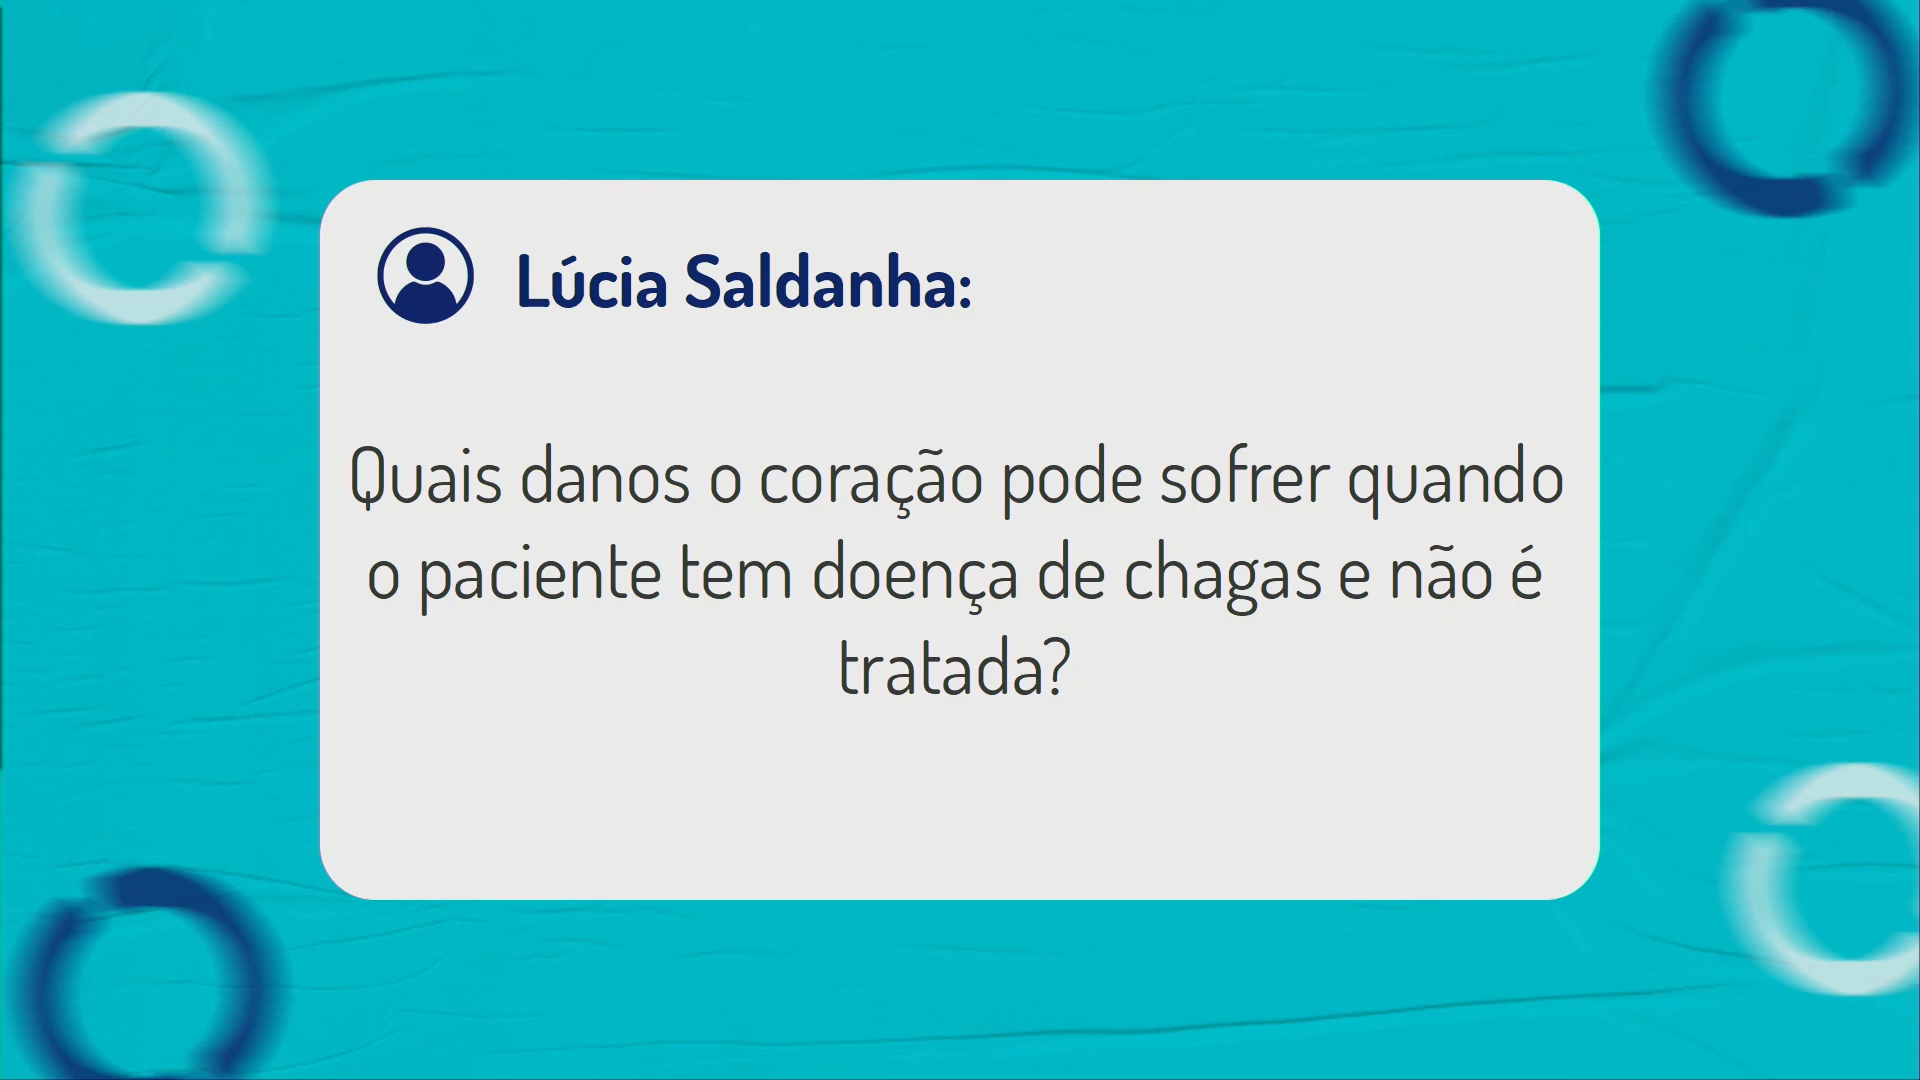 Lúcia Saldanha:
Quais danos o coração pode sofrer quando
o paciente tem doença de chagas e não é
tratada?